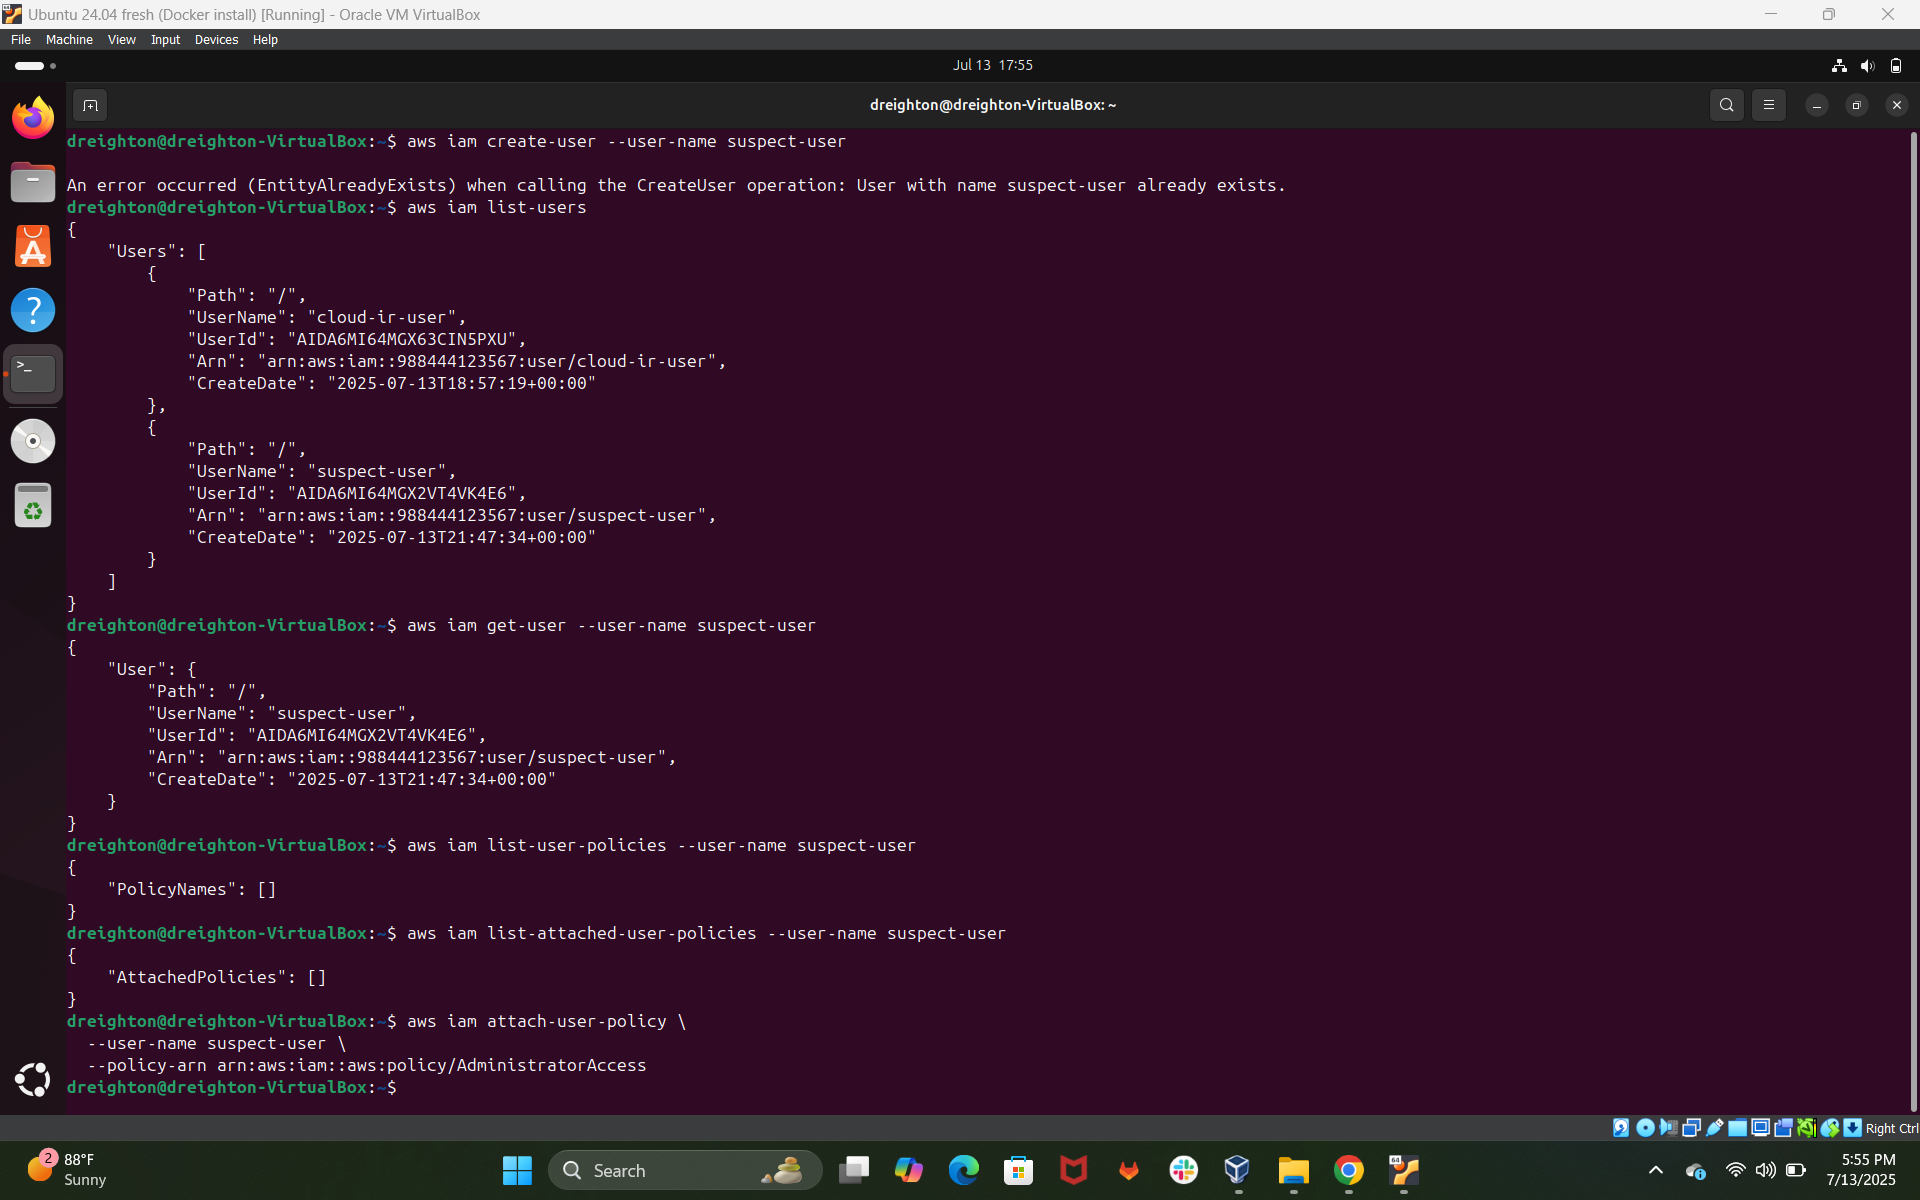 Ubuntu 24.04 fresh (Docker install) [Running] - Oracle VM VirtualBox
File Machine View Input Devices Help
Jul 13 17:55
dreighton@dreighton-VirtualBox: ~
dreighton@dreighton-VirtualBox:~$ aws iam create-user --user-name suspect-user
An error occurred (EntityAlreadyExists) when calling the CreateUser operation: User with name suspect-user already exists.
dreighton@dreighton-VirtualBox:~$ aws iam list-users
{
    "Users": [
        {
            "Path": "/",
            "UserName": "cloud-ir-user",
            "UserId": "AIDA6MI64MGX63CIN5PXU",
            "Arn": "arn:aws:iam::988444123567:user/cloud-ir-user",
            "CreateDate": "2025-07-13T18:57:19+00:00"
        },
        {
            "Path": "/",
            "UserName": "suspect-user",
            "UserId": "AIDA6MI64MGX2VT4VK4E6",
            "Arn": "arn:aws:iam::988444123567:user/suspect-user",
            "CreateDate": "2025-07-13T21:47:34+00:00"
        }
    ]
}
dreighton@dreighton-VirtualBox:~$ aws iam get-user --user-name suspect-user
{
    "User": {
        "Path": "/",
        "UserName": "suspect-user",
        "UserId": "AIDA6MI64MGX2VT4VK4E6",
        "Arn": "arn:aws:iam::988444123567:user/suspect-user",
        "CreateDate": "2025-07-13T21:47:34+00:00"
    }
}
dreighton@dreighton-VirtualBox:~$ aws iam list-user-policies --user-name suspect-user
{
    "PolicyNames": []
}
dreighton@dreighton-VirtualBox:~$ aws iam list-attached-user-policies --user-name suspect-user
{
    "AttachedPolicies": []
}
dreighton@dreighton-VirtualBox:~$ aws iam attach-user-policy \
  --user-name suspect-user \
  --policy-arn arn:aws:iam::aws:policy/AdministratorAccess
dreighton@dreighton-VirtualBox:~$
Right Ctrl
2
88°F
Sunny
Search
64
5:55 PM
7/13/2025